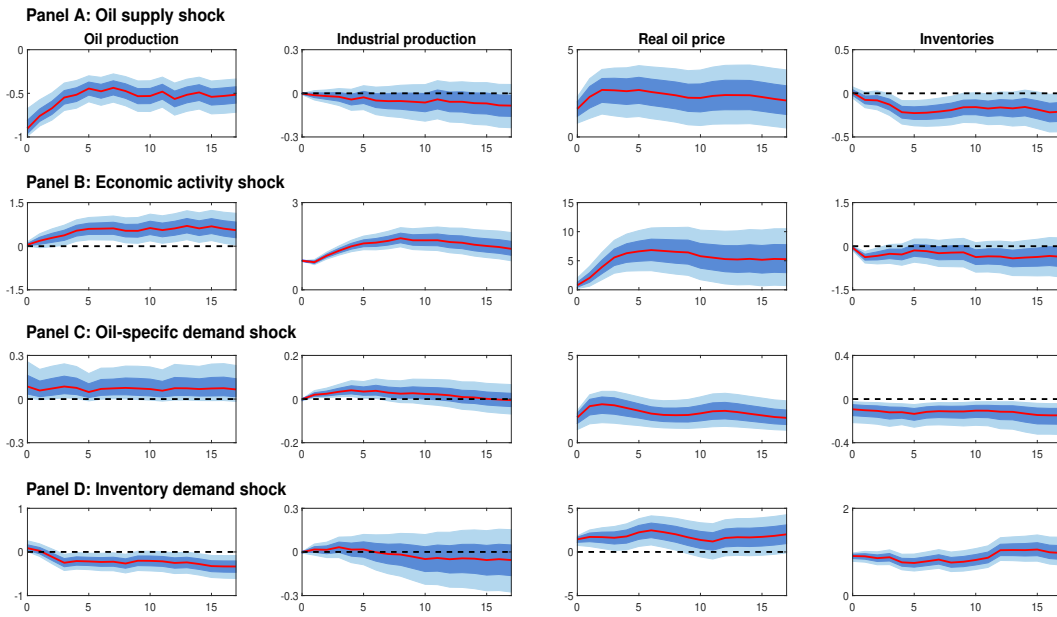 Panel A: Oil supply shock
Oil production Industrial production Real oil price Inventories
0 0.3 5 0.5
-0.5 0 0
-1 -0.3 0 -0.5
0 5 10 15 0 5 10 15 0 5 10 15 0 5 10 15
Panel B: Economic activity shock
1.5 3 15 1.5
10
0 5 0
-1.5 0 0 -1.5
0 5 10 15 0 5 10 15 0 5 10 15 0 5 10 15
Panel C: Oil-specifc demand shock
0.3 0.2 5 0.4
0 0 0
-0.3 -0.2 0 -0.4
0 5 10 15 0 5 10 15 0 5 10 15 0 5 10 15
Panel D: Inventory demand shock
1 0.3 5 2
0 0 0
-1 -0.3 -5 0
0 5 10 15 0 5 10 15 0 5 10 15 0 5 10 15